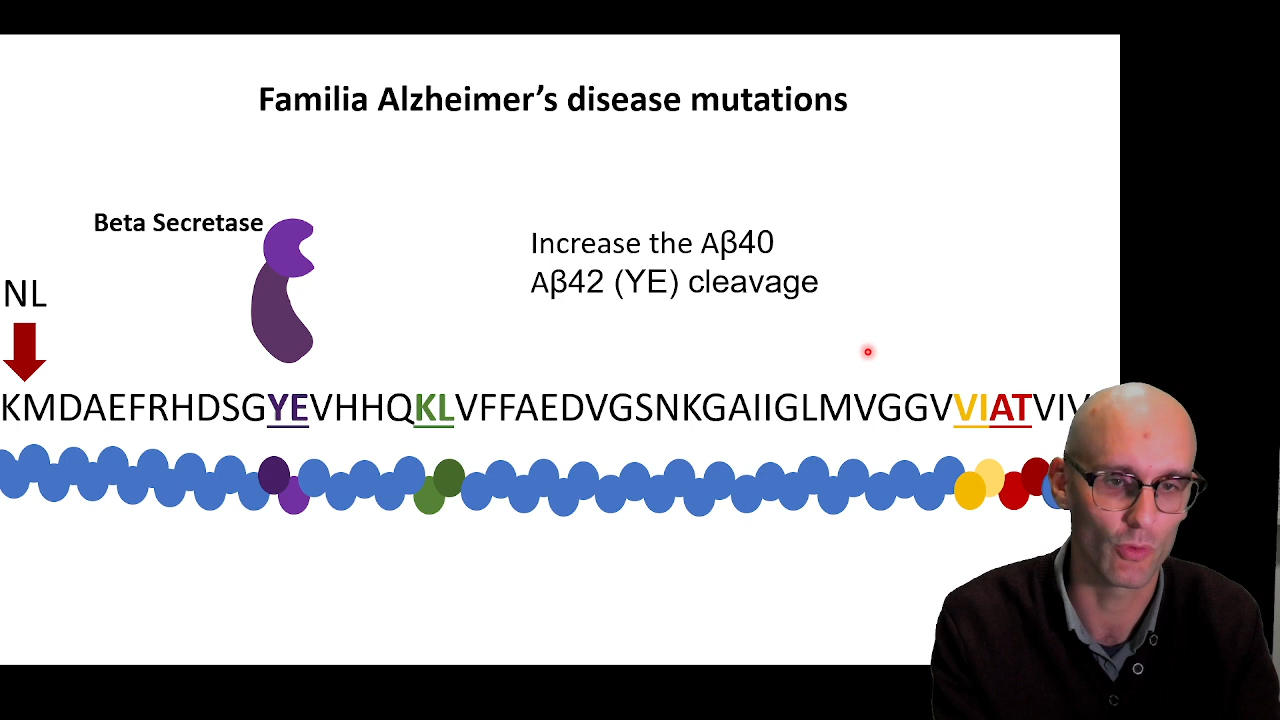 Familia Alzheimer's disease mutations
Beta Secretase
Increase the Aβ40
Aβ42 (YE) cleavage
NL
KMDAEFRHDSGYEVHHQKLVFFAEDVGSNKGAIIGLMVGGVVIATVIV